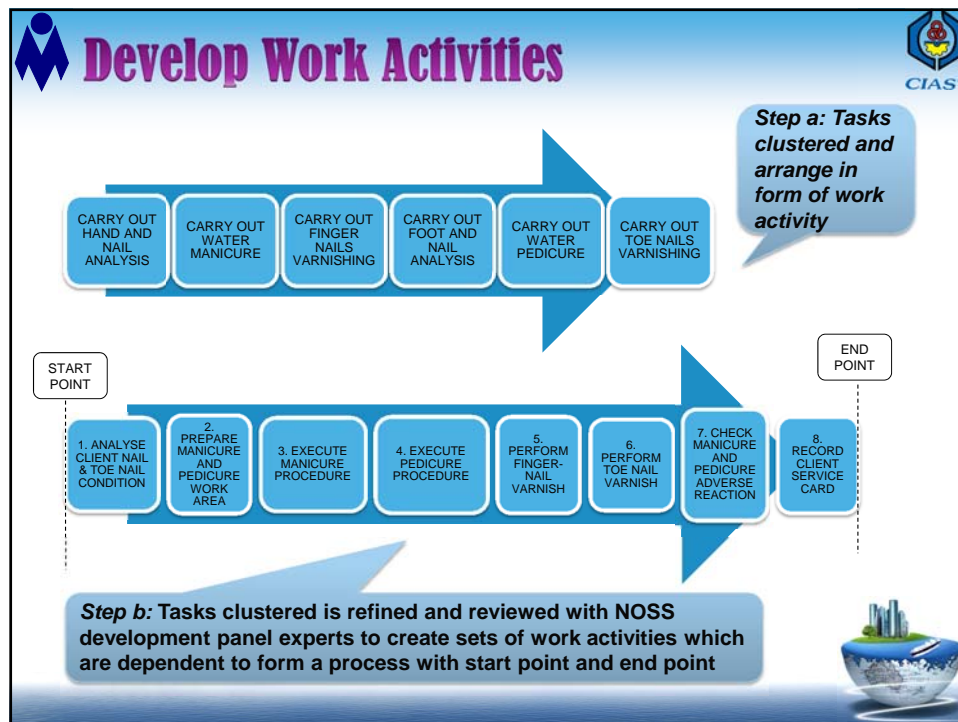 Develop Work Activities
CIAST
Step a: Tasks
clustered and
arrange in
form of work
activity
CARRY OUT
HAND AND
NAIL
ANALYSIS
CARRY OUT
WATER
MANICURE
CARRY OUT
FINGER
NAILS
VARNISHING
CARRY OUT
FOOT AND
NAIL
ANALYSIS
CARRY OUT
WATER
PEDICURE
CARRY OUT
TOE NAILS
VARNISHING
START
POINT
END
POINT
1. ANALYSE
CLIENT NAIL
& TOE NAIL
CONDITION
2.
PREPARE
MANICURE
AND
PEDICURE
WORK
AREA
3. EXECUTE
MANICURE
PROCEDURE
4. EXECUTE
PEDICURE
PROCEDURE
5.
PERFORM
FINGER-
NAIL
VARNISH
6.
PERFORM
TOE NAIL
VARNISH
7. CHECK
MANICURE
AND
PEDICURE
ADVERSE
REACTION
8.
RECORD
CLIENT
SERVICE
CARD
Step b: Tasks clustered is refined and reviewed with NOSS
development panel experts to create sets of work activities which
are dependent to form a process with start point and end point